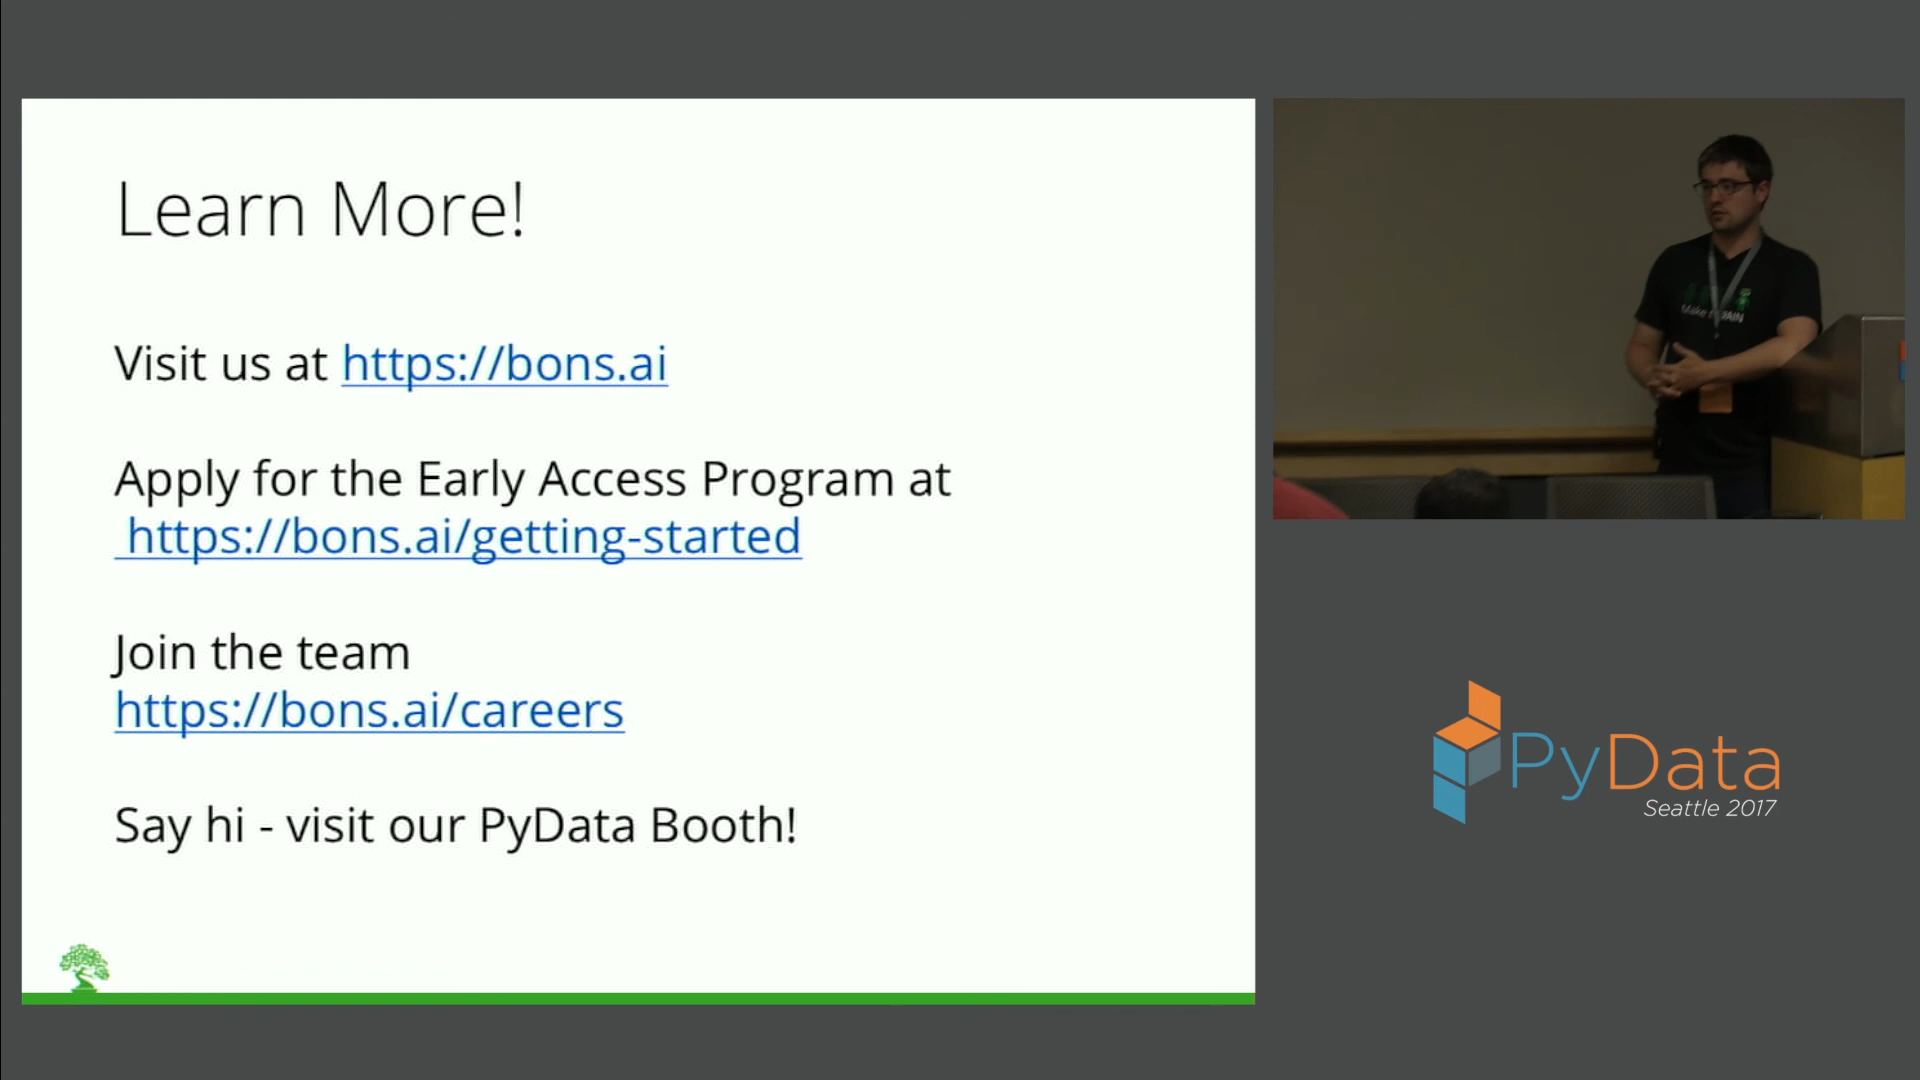 Learn More!
Visit us at https://bons.ai
Apply for the Early Access Program at
https://bons.ai/getting-started
Join the team
https://bons.ai/careers
Say hi - visit our PyData Booth!
PyData
Seattle 2017